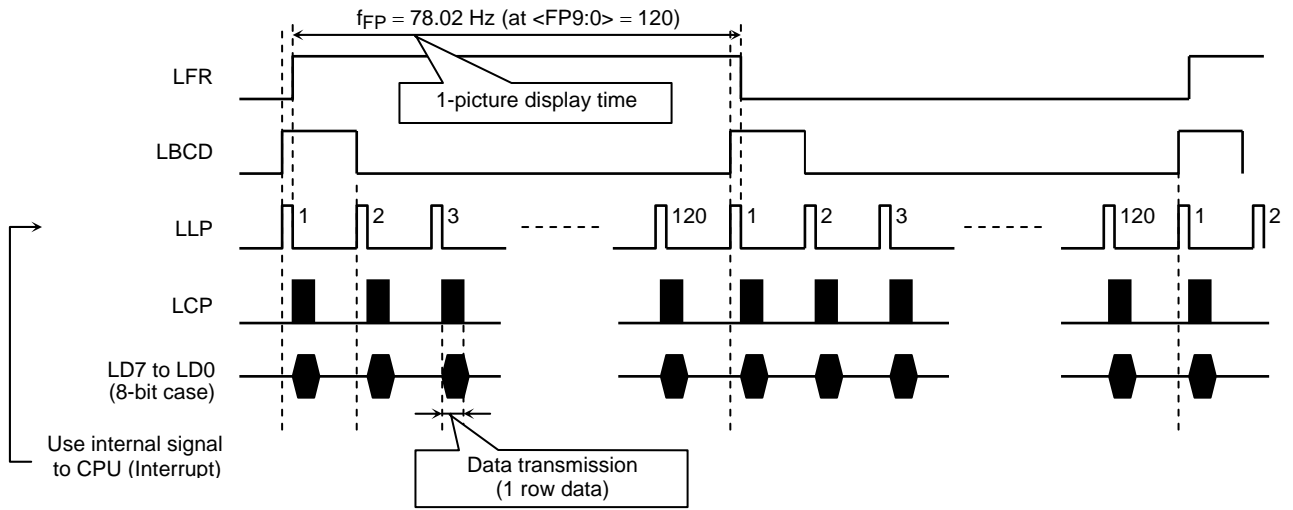 fFP = 78.02 Hz (at <FP9:0> = 120)
LFR
1-picture display time
LBCD
LLP
1 2 3 120 1 2 3 120 1 2
LCP
LD7 to LD0
(8-bit case)
Use internal signal
to CPU (Interrupt)
Data transmission
(1 row data)